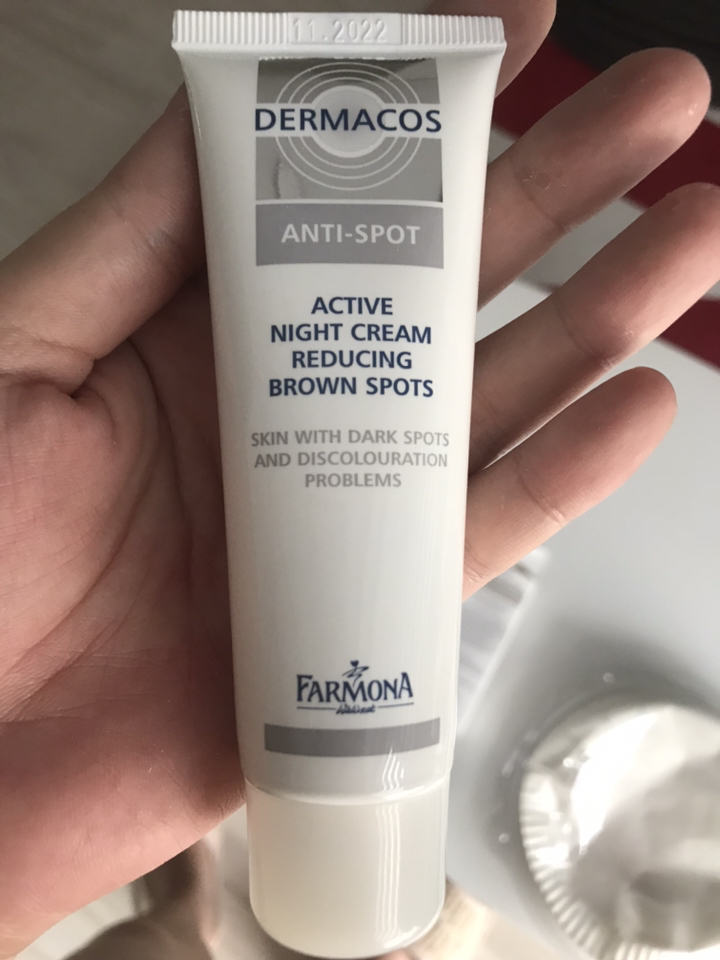 11.2022
DERMACOS
ANTI-SPOT
ACTIVE
NIGHT CREAM
REDUCING
BROWN SPOTS
SKIN WITH DARK SPOTS
AND DISCOLOURATION
PROBLEMS
FARMONA